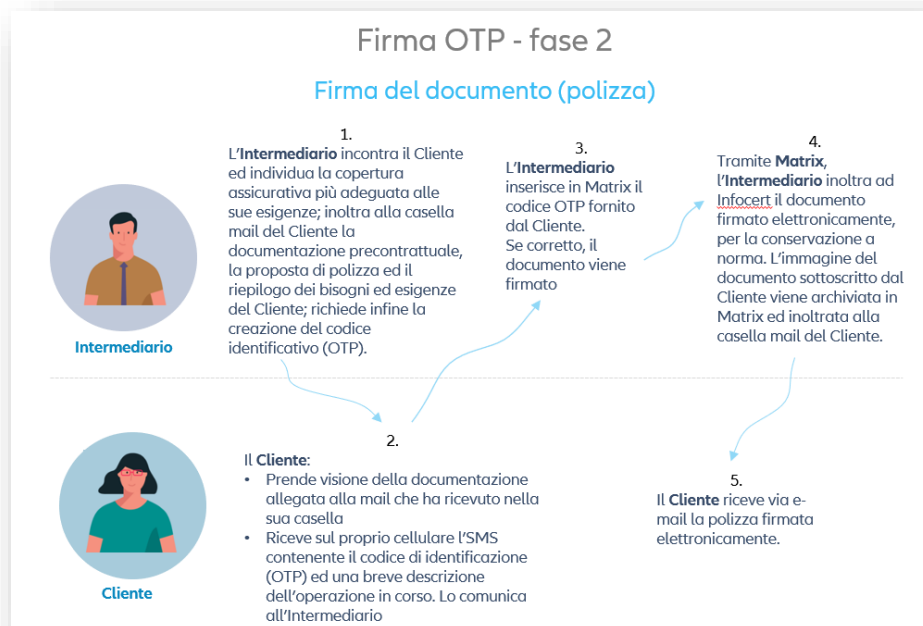 Firma OTP - fase 2
Firma del documento (polizza)
1.
L'Intermediario incontra il Cliente
ed individua la copertura
assicurativa più adeguata alle
sue esigenze; inoltra alla casella
mail del Cliente la
documentazione precontrattuale,
la proposta di polizza ed il
riepilogo dei bisogni ed esigenze
del Cliente; richiede infine la
creazione del codice
identificativo (OTP).
Intermediario
2.
Il Cliente:
• Prende visione della documentazione
allegata alla mail che ha ricevuto nella
sua casella
• Riceve sul proprio cellulare l'SMS
contenente il codice di identificazione
(OTP) ed una breve descrizione
dell'operazione in corso. Lo comunica
all'Intermediario
Cliente
3.
L'Intermediario
inserisce in Matrix il
codice OTP fornito
dal Cliente.
Se corretto, il
documento viene
firmato
4.
Tramite Matrix,
l'Intermediario inoltra ad
Infocert il documento
firmato elettronicamente,
per la conservazione a
norma. L'immagine del
documento sottoscritto dal
Cliente viene archiviata in
Matrix ed inoltrata alla
casella mail del Cliente.
5.
Il Cliente riceve via e-
mail la polizza firmata
elettronicamente.